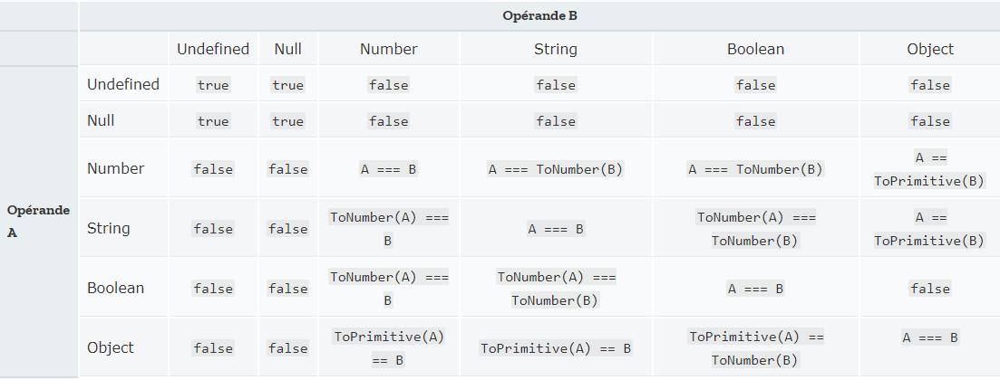 Opérande B
Undefined Null Number String Boolean Object
Opérande
A
Undefined true true false false false false
Null true true false false false false
Number false false A === B A === ToNumber(B) A === ToNumber(B) A ==
ToPrimitive(B)
String false false ToNumber(A) ===
B
A === B
ToNumber(A) ===
ToNumber(B)
A ==
ToPrimitive(B)
Boolean false false ToNumber(A) ===
B
ToNumber(A) ===
ToNumber(B)
A === B
false
Object false false ToPrimitive(A)
== B
ToPrimitive(A) == B
ToPrimitive(A) ==
ToNumber(B)
A === B